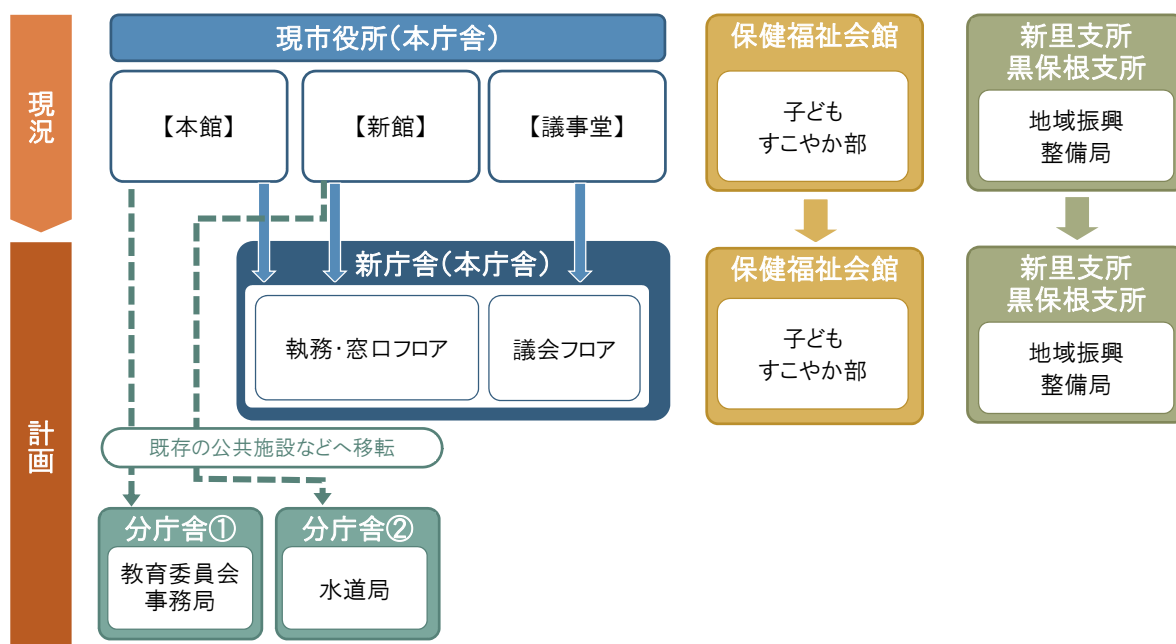 現況
現市役所(本庁舎)
【本館】
【新館】
【議事堂】
保健福祉会館
子ども
すこやか部
新里支所
黒保根支所
地域振興
整備局
計画
新庁舎(本庁舎)
執務・窓口フロア
議会フロア
保健福祉会館
子ども
すこやか部
新里支所
黒保根支所
地域振興
整備局
既存の公共施設などへ移転
分庁舎①
教育委員会
事務局
分庁舎②
水道局